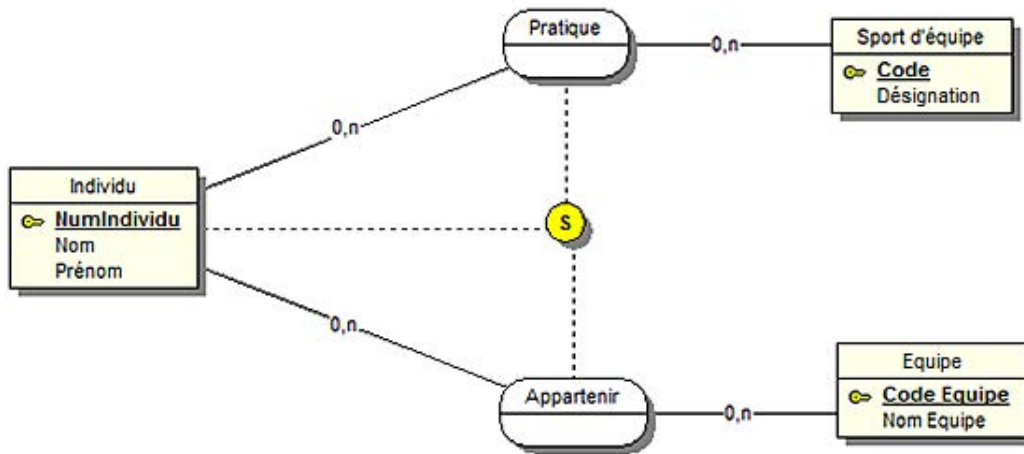 Pratique
0,n
Sport d'équipe
Code
Désignation
0,n
Individu
NumIndividu
Nom
Prénom
S
0,n
Appartenir
0,n
Equipe
Code Equipe
Nom Equipe